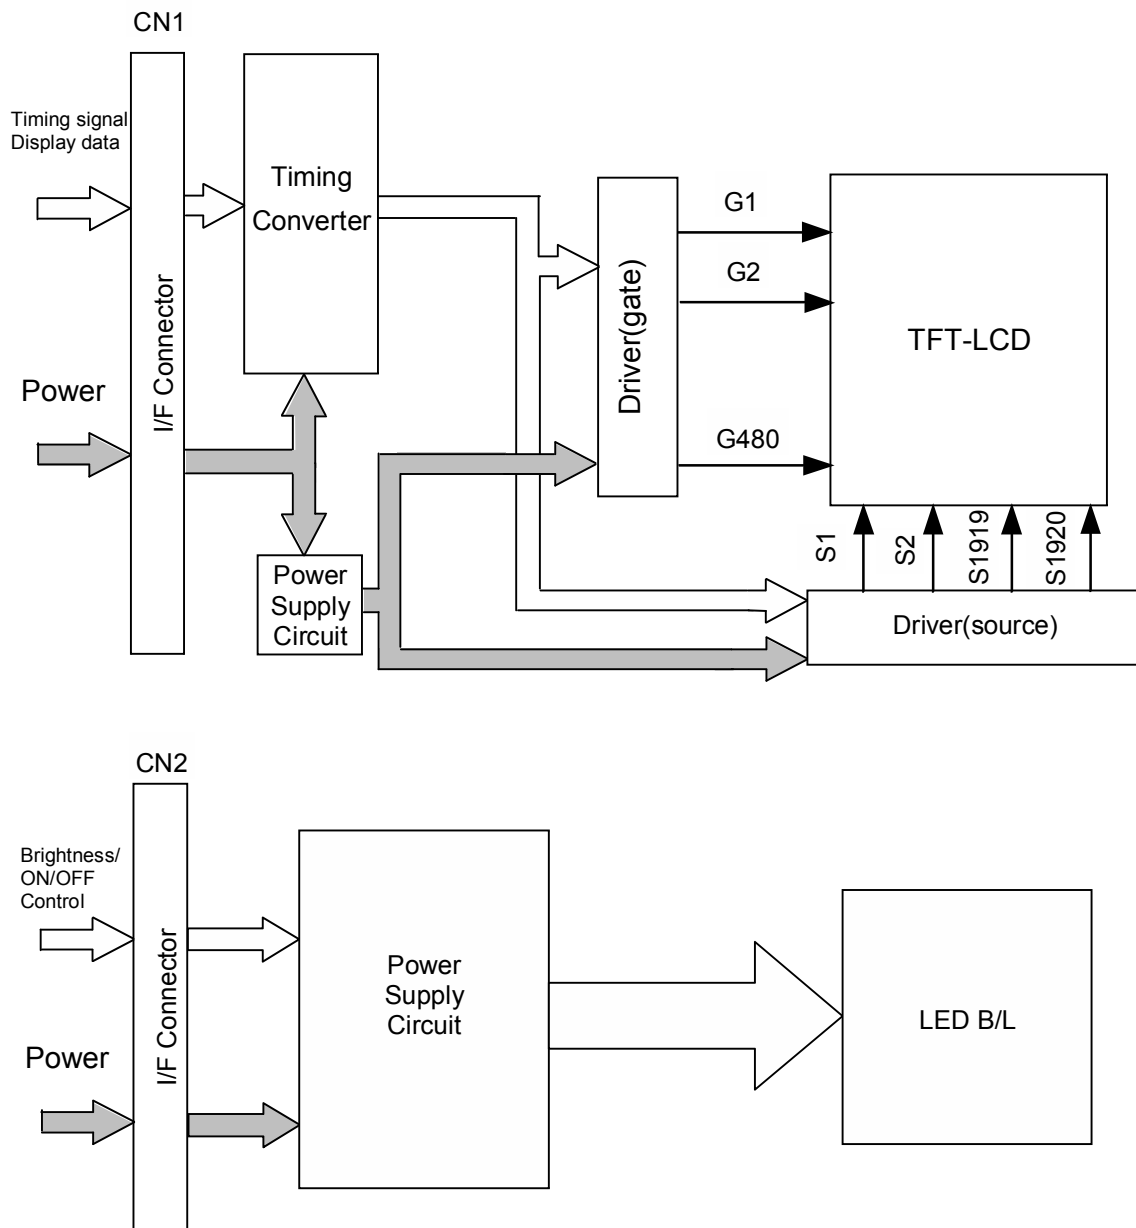 CN1
Timing signal
Display data
Power
I/F Connector
Timing
Converter
Power
Supply
Circuit
Driver(gate)
G1
G2
G480
TFT-LCD
S1
S2
S1919
S1920
Driver(source)
CN2
Brightness/
ON/OFF
Control
Power
I/F Connector
Power
Supply
Circuit
LED B/L